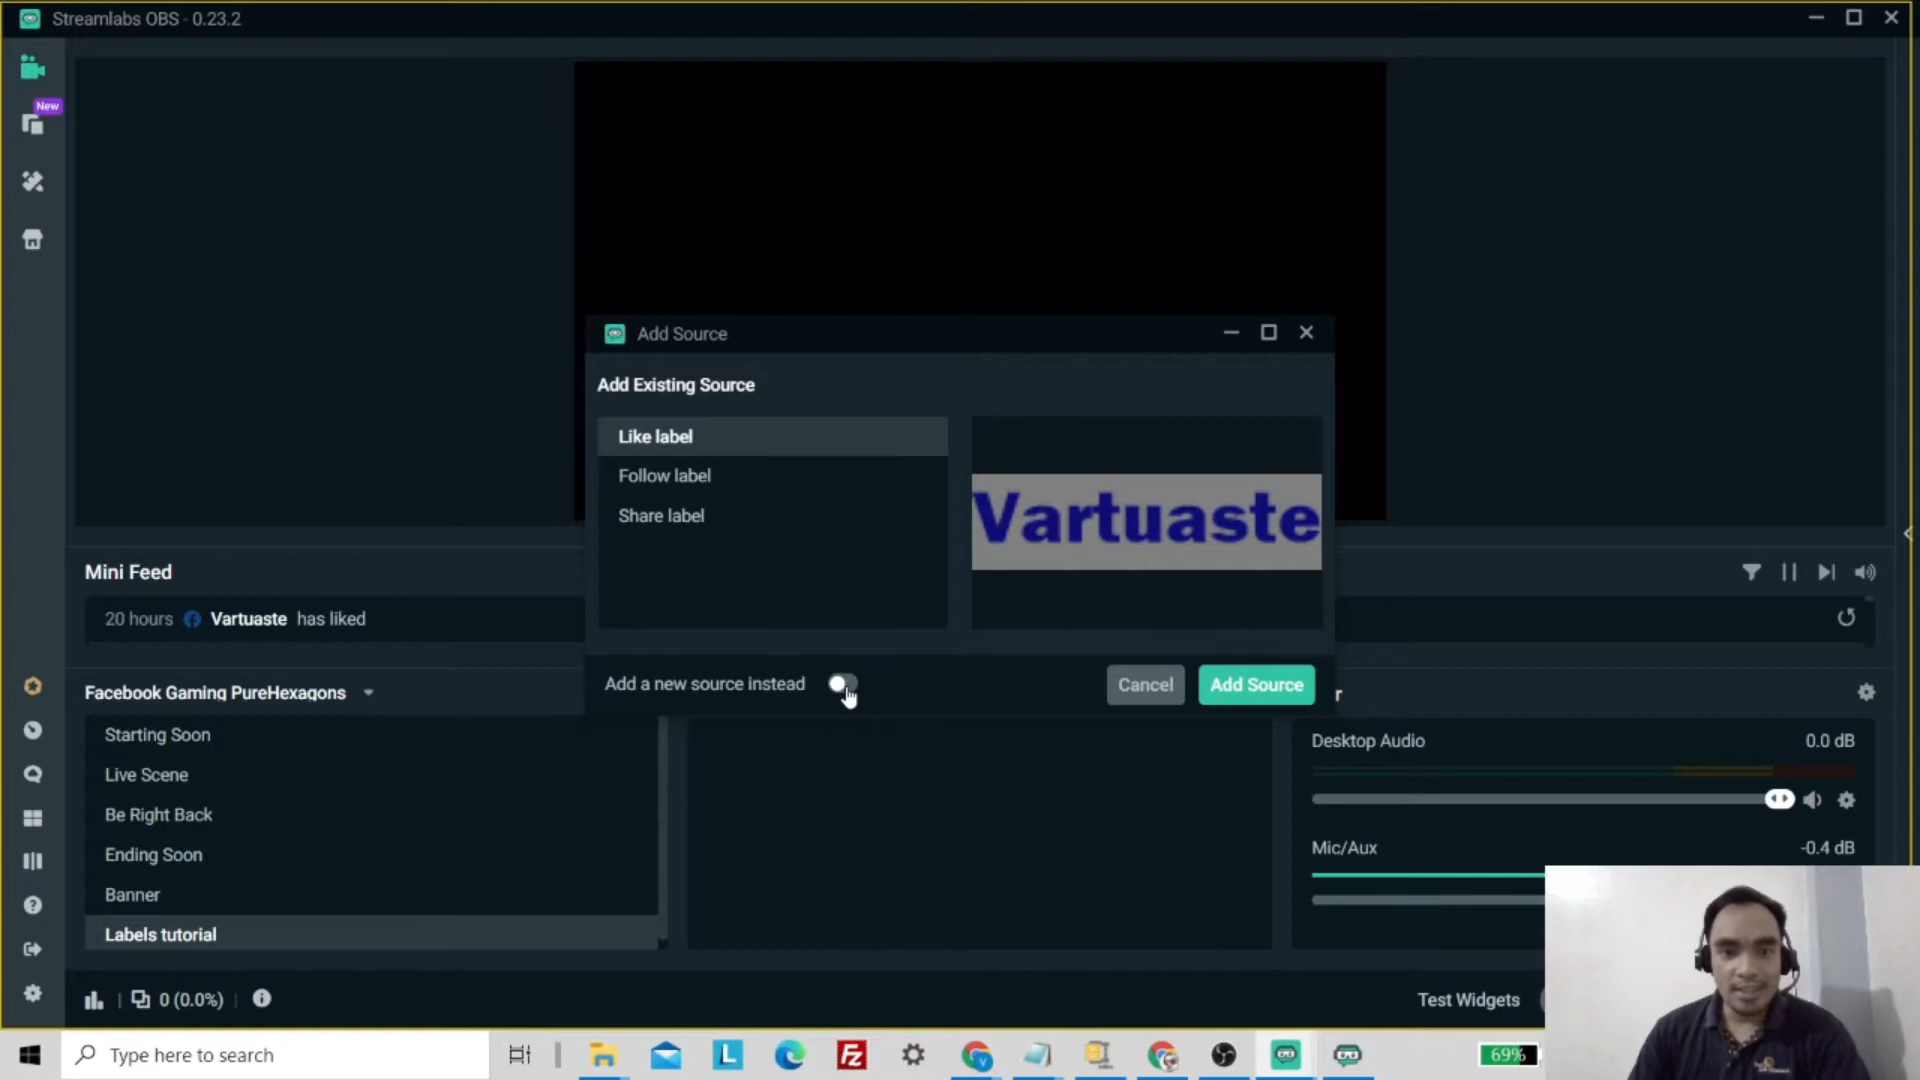 Streamlabs OBS - 0.23.2
New
Add Source
Add Existing Source
Like label
Follow label
Share label
Vartuaste
Mini Feed
20 hours Vartuaste has liked
Add a new source instead
Cancel
Add Source
Facebook Gaming PureHexagons
r
Starting Soon
Live Scene
Be Right Back
Ending Soon
Banner
Labels tutorial
Desktop Audio 0.0 dB
Mic/Aux -0.4 dB
0 (0.0%)
Test Widgets
Type here to search
L
FZ
V
69%